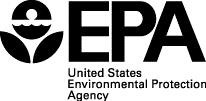 EPA
United States
Environmental Protection
Agency